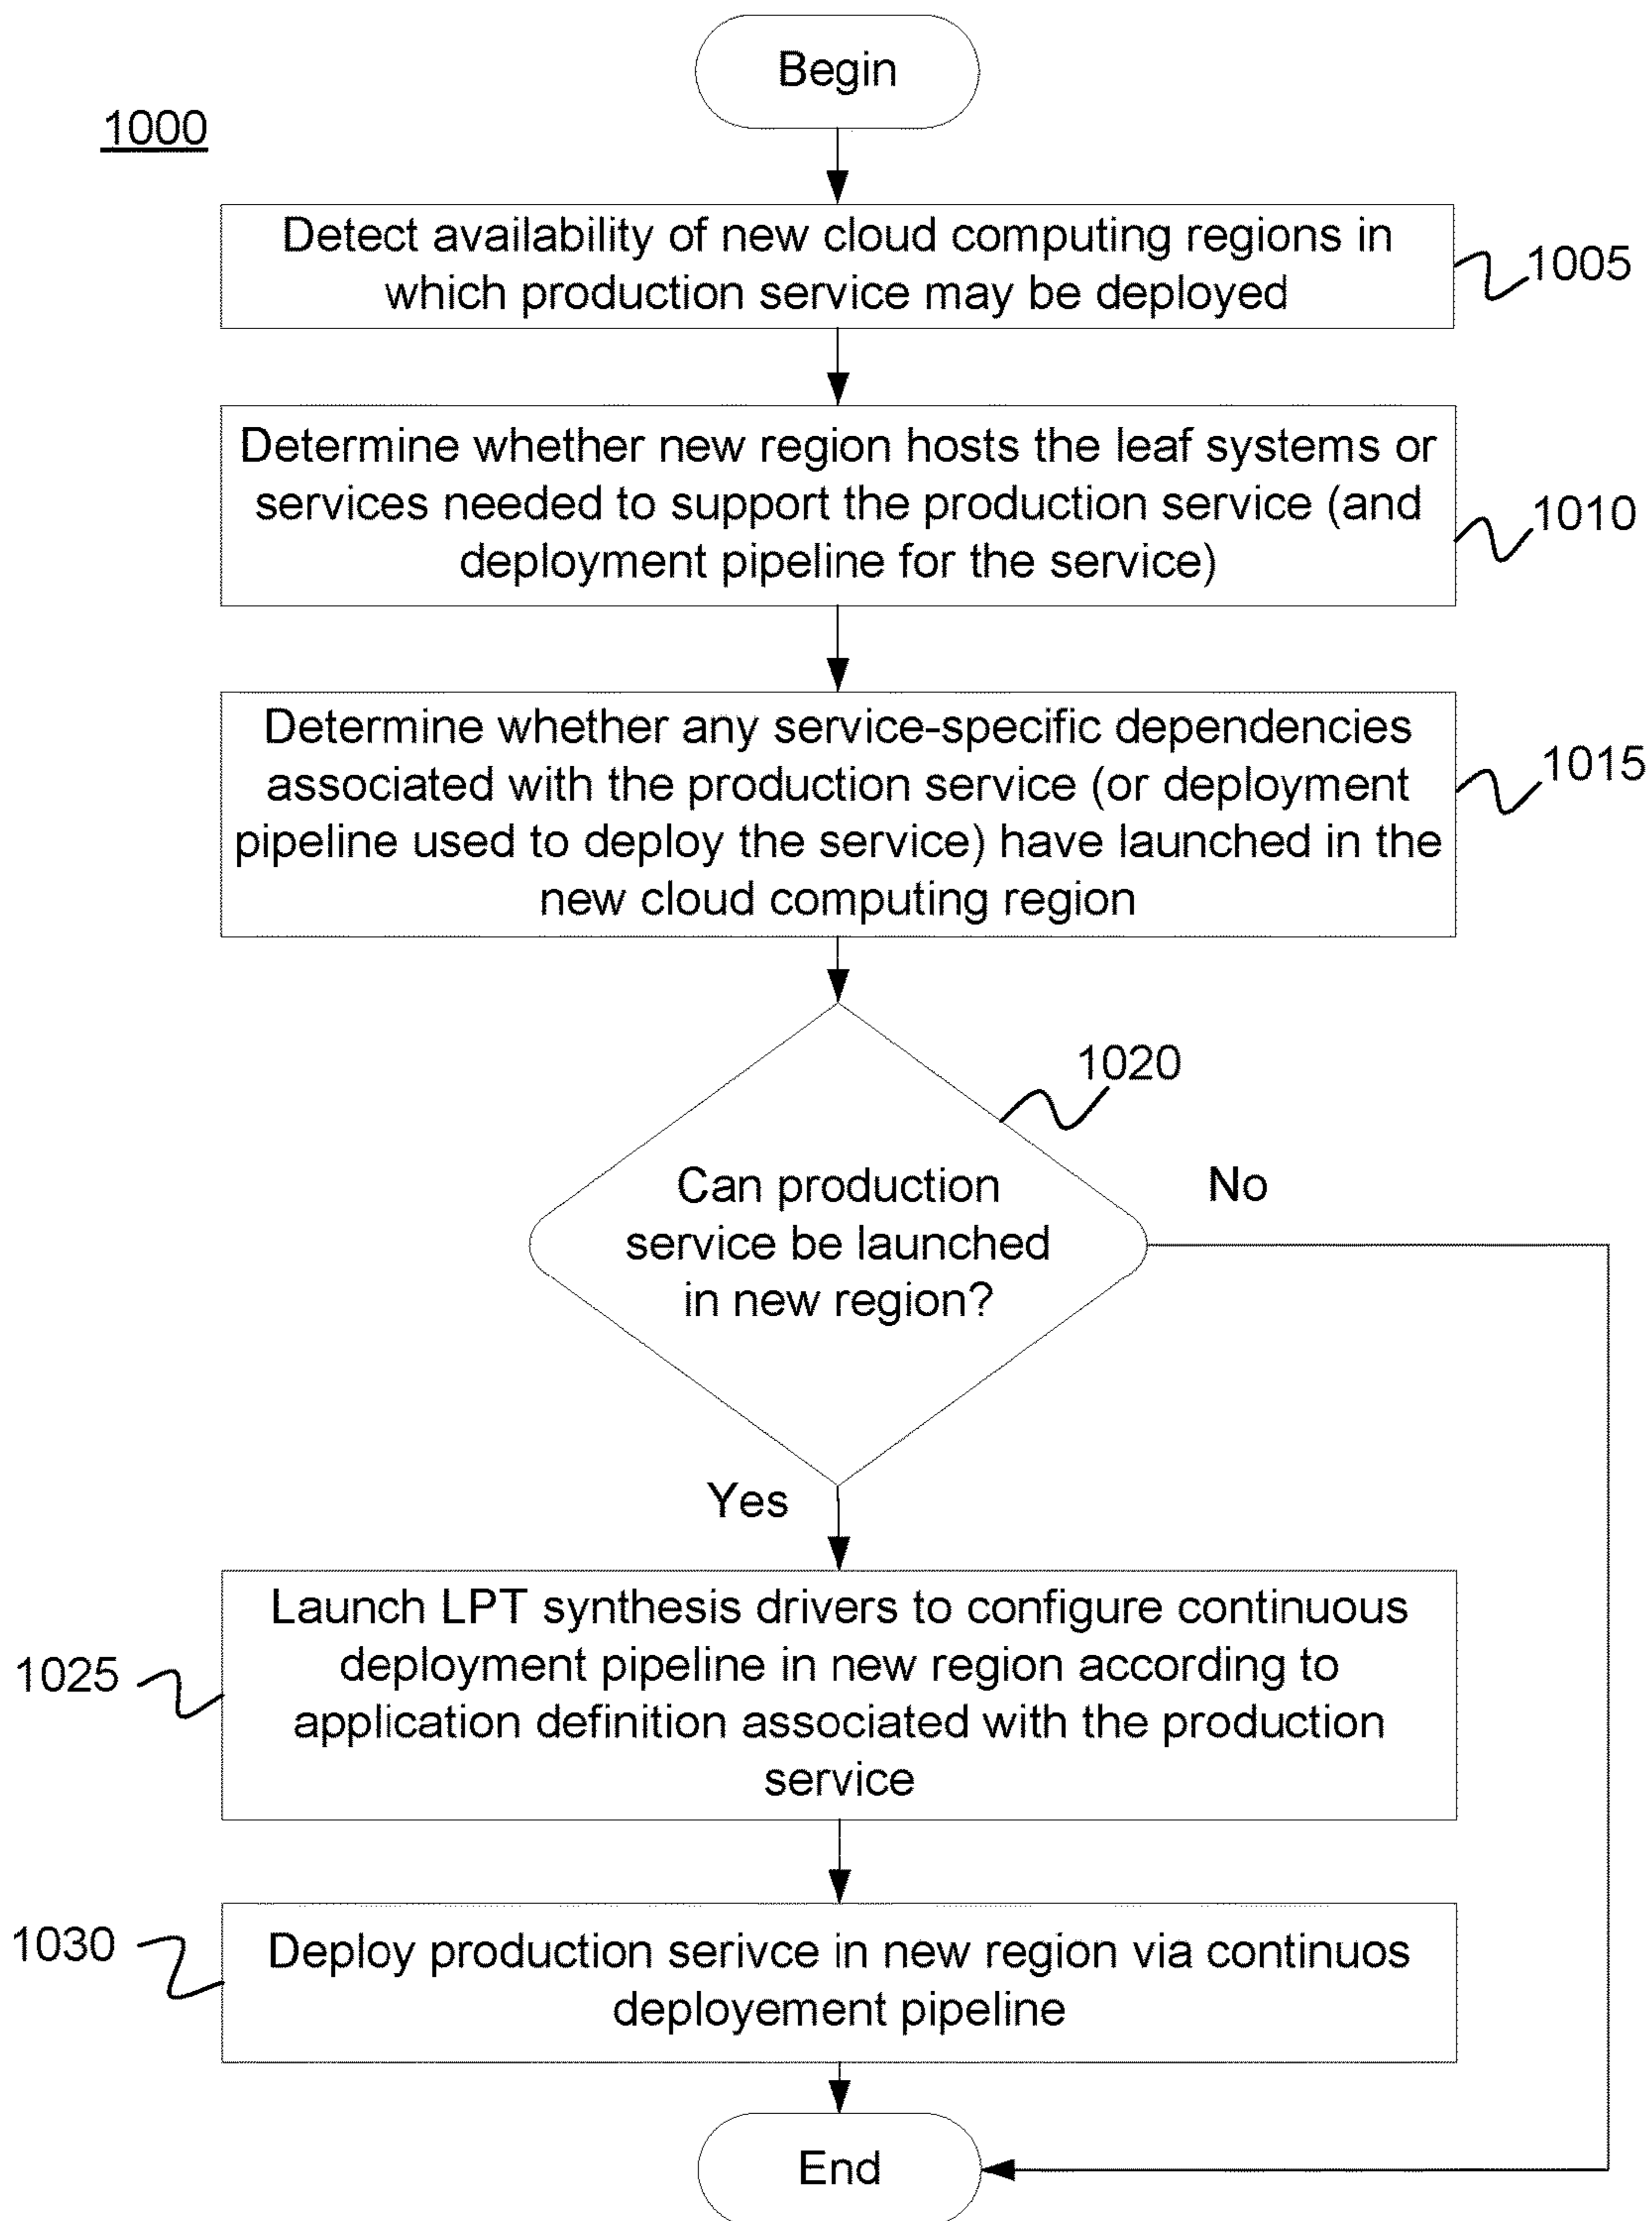 Begin
1000
Detect availability of new cloud computing regions in
which production service may be deployed
1005
Determine whether new region hosts the leaf systems or
services needed to support the production service (and
deployment pipeline for the service)
1010
Determine whether any service-specific dependencies
associated with the production service (or deployment
pipeline used to deploy the service) have launched in the
new cloud computing region
1015
1020
Can production
service be launched
in new region?
No
Yes
Launch LPT synthesis drivers to configure continuous
deployment pipeline in new region according to
application definition associated with the production
service
1025
Deploy production serivce in new region via continuos
deployement pipeline
1030
End